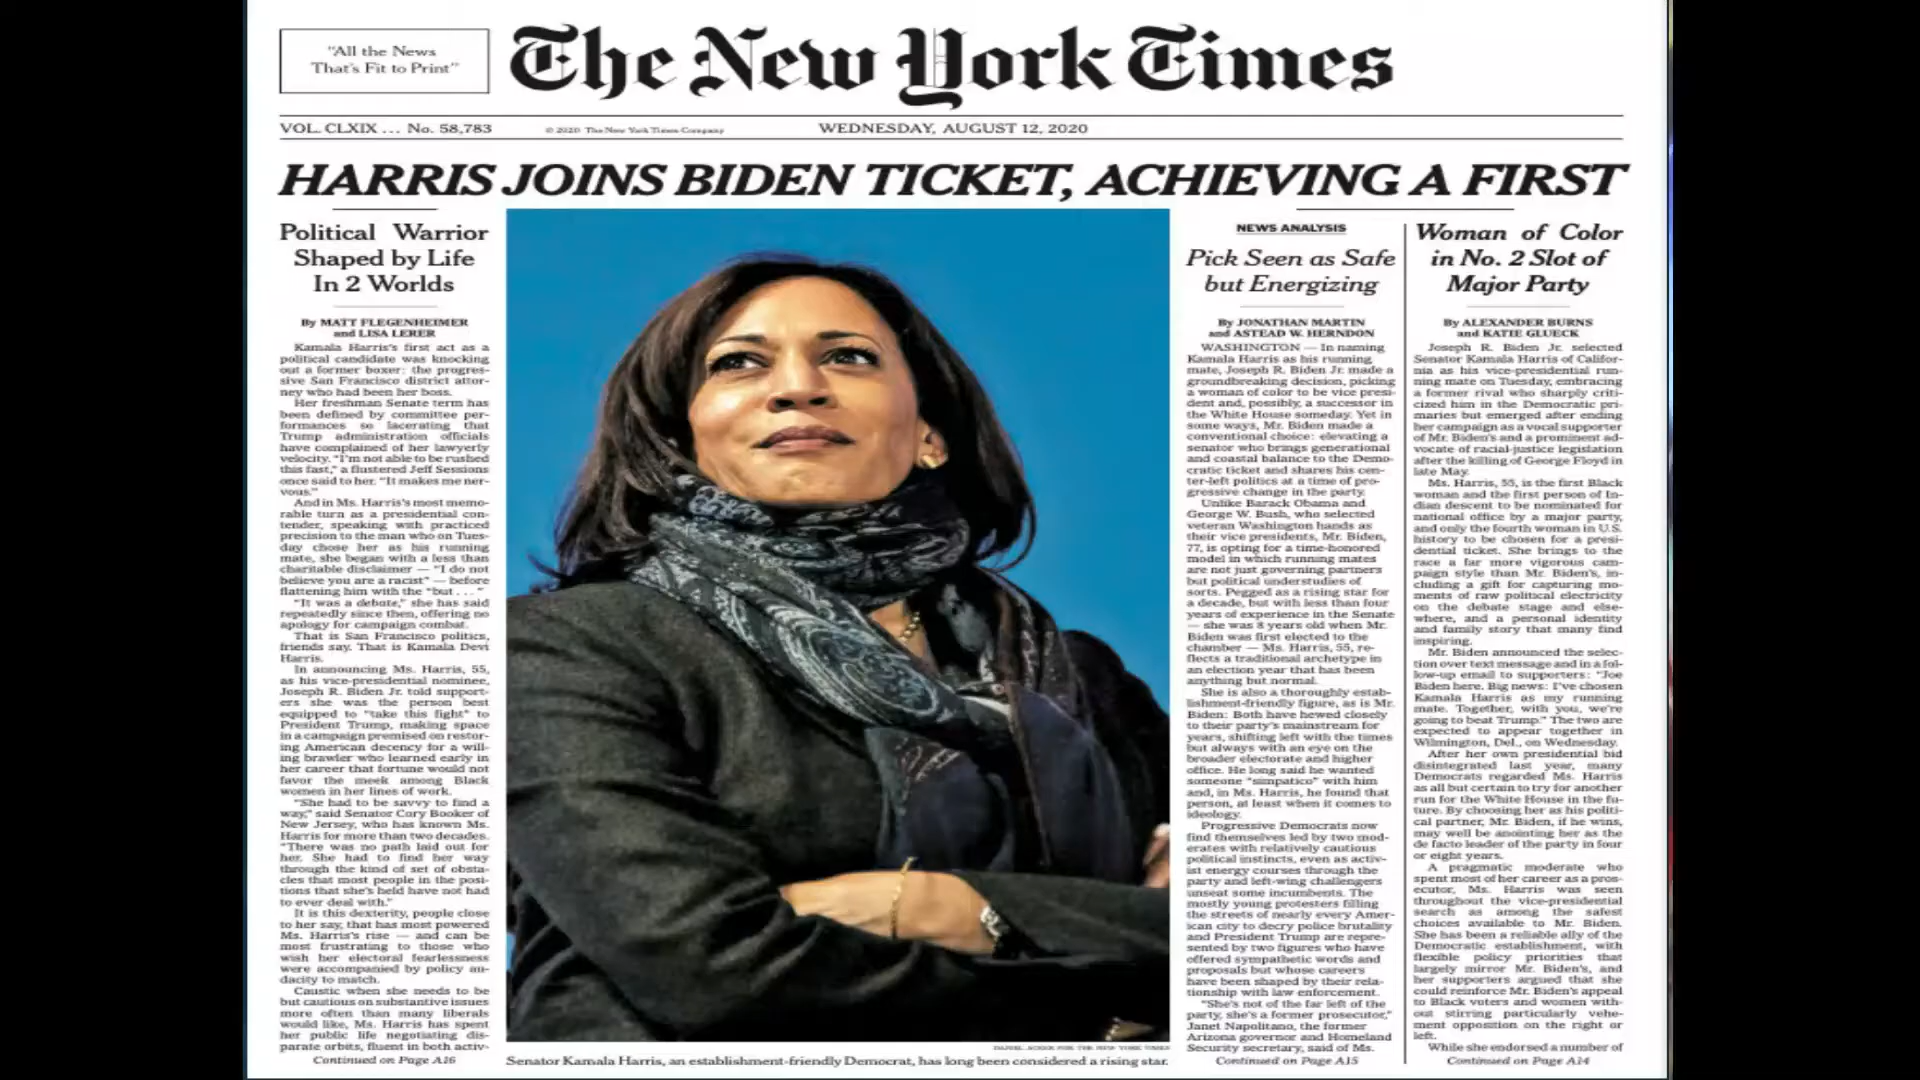 "All the News
That's Fit to Print"
The New York Times
VOL. CLXIX ... No. 58,783
© 2020 The New York Times Company
WEDNESDAY, AUGUST 12, 2020
HARRIS JOINS BIDEN TICKET, ACHIEVING A FIRST
Political Warrior
Shaped by Life
In 2 Worlds
By MATT FLEGENHEIMER
and LISA LERER
Kamala Harris's first act as a
political candidate was knocking
out a former boxer: the progres-
sive San Francisco district attor-
ney who had been her boss.
Her freshman Senate term has
been defined by committee per-
formances so lacerating that
Trump administration officials
have complained of her lawyerly
velocity. "I'm not able to be rushed
this fast," a flustered Jeff Sessions
once said to her. "It makes me ner-
vous."
And in Ms. Harris's most memo-
rable turn as a presidential con-
tender, speaking with practiced
precision to the man who on Tues-
day chose her as his running
mate, she began with a less than
charitable disclaimer — "I do not
believe you are a racist" — before
flattening him with the "but . . ."
"It was a debate," she has said
repeatedly since then, offering no
apology for campaign combat.
That is San Francisco politics,
friends say. That is Kamala Devi
Harris.
In announcing Ms. Harris, 55,
as his vice-presidential nominee,
Joseph R. Biden Jr. told support-
ers she was the person best
equipped to "take this fight" to
President Trump, making space
in a campaign premised on restor-
ing American decency for a will-
ing brawler who learned early in
her career that fortune would not
favor the meek among Black
women in her lines of work.
"She had to be savvy to find a
way," said Senator Cory Booker of
New Jersey, who has known Ms.
Harris for more than two decades.
"There was no path laid out for
her. She had to find her way
through the kind of set of obsta-
cles that most people in the posi-
tions that she's held have not had
to ever deal with."
It is this dexterity, people close
to her say, that has most powered
Ms. Harris's rise — and can be
most frustrating to those who
wish her electoral fearlessness
were accompanied by policy au-
dacity to match.
Caustic when she needs to be
but cautious on substantive issues
more often than many liberals
would like, Ms. Harris has spent
her public life negotiating dis-
parate orbits, fluent in both activ-
Continued on Page A16
THE NEW YORK TIMES
Senator Kamala Harris, an establishment-friendly Democrat, has long been considered a rising star.
NEWS ANALYSIS
Pick Seen as Safe
but Energizing
By JONATHAN MARTIN
and ASTEAD W. HERNDON
WASHINGTON — In naming
Kamala Harris as his running
mate, Joseph R. Biden Jr. made a
groundbreaking decision, picking
a woman of color to be vice presi-
dent and, possibly, a successor in
the White House someday. Yet in
some ways, Mr. Biden made a
conventional choice: elevating a
senator who brings generational
and coastal balance to the Demo-
cratic ticket and shares his cen-
ter-left politics at a time of pro-
gressive change in the party.
Unlike Barack Obama and
George W. Bush, who selected
veteran Washington hands as
their vice presidents, Mr. Biden,
77, is opting for a time-honored
model in which running mates
are not just governing partners
but political understudies of
sorts. Pegged as a rising star for
a decade, but with less than four
years of experience in the Senate
— she was 8 years old when Mr.
Biden was first elected to the
chamber — Ms. Harris, 55, re-
flects a traditional archetype in
an election year that has been
anything but normal.
She is also a thoroughly estab-
lishment-friendly figure, as is Mr.
Biden: Both have hewed closely
to their party's mainstream for
years, shifting left with the times
but always with an eye on the
broader electorate and higher
office. He long said he wanted
someone "simpatico" with him
and, in Ms. Harris, he found that
person, at least when it comes to
ideology.
Progressive Democrats now
find themselves led by two mod-
erates with relatively cautious
political instincts, even as activ-
ist energy courses through the
party and left-wing challengers
unseat some incumbents. The
mostly young protesters filling
the streets of nearly every Amer-
ican city to decry police brutality
and President Trump are repre-
sented by two figures who have
offered sympathetic words and
proposals but whose careers
have been shaped by their rela-
tionship with law enforcement.
"She's not of the far left of the
party, she's a former prosecutor,"
Janet Napolitano, the former
Arizona governor and Homeland
Security secretary, said of Ms.
Continued on Page A15
Woman of Color
in No. 2 Slot of
Major Party
By ALEXANDER BURNS
and KATIE GLUECK
Joseph R. Biden Jr. selected
Senator Kamala Harris of Califor-
nia as his vice-presidential run-
ning mate on Tuesday, embracing
a former rival who sharply criti-
cized him in the Democratic pri-
maries but emerged after ending
her campaign as a vocal supporter
of Mr. Biden's and a prominent ad-
vocate of racial-justice legislation
after the killing of George Floyd in
late May.
Ms. Harris, 55, is the first Black
woman and the first person of In-
dian descent to be nominated for
national office by a major party,
and only the fourth woman in U.S.
history to be chosen for a presi-
dential ticket. She brings to the
race a far more vigorous cam-
paign style than Mr. Biden's, in-
cluding a gift for capturing mo-
ments of raw political electricity
on the debate stage and else-
where, and a personal identity
and family story that many find
inspiring.
Mr. Biden announced the selec-
tion over text message and in a fol-
low-up email to supporters: "Joe
Biden here. Big news: I've chosen
Kamala Harris as my running
mate. Together, with you, we're
going to beat Trump." The two are
expected to appear together in
Wilmington, Del., on Wednesday.
After her own presidential bid
disintegrated last year, many
Democrats regarded Ms. Harris
as all but certain to try for another
run for the White House in the fu-
ture. By choosing her as his politi-
cal partner, Mr. Biden, if he wins,
may well be anointing her as the
de facto leader of the party in four
or eight years.
A pragmatic moderate who
spent most of her career as a pros-
ecutor, Ms. Harris was seen
throughout the vice-presidential
search as among the safest
choices available to Mr. Biden.
She has been a reliable ally of the
Democratic establishment, with
flexible policy priorities that
largely mirror Mr. Biden's, and
her supporters argued that she
could reinforce Mr. Biden's appeal
to Black voters and women with-
out stirring particularly vehe-
ment opposition on the right or
left.
While she endorsed a number of
Continued on Page A14